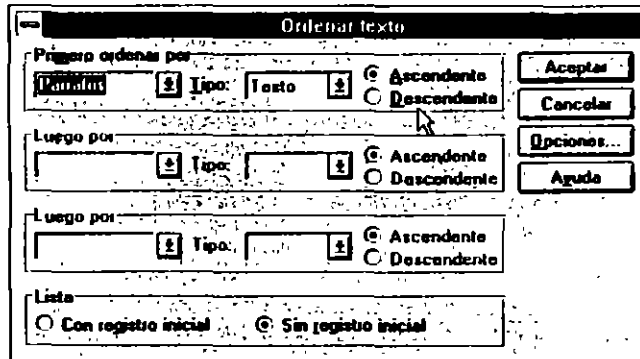 Ordenar texto
Primero ordenar por
Párrafos Tipo: Texto Ascendente
Descendente
Luego por
Tipo: Ascendente
Descendente
Luego por
Tipo: Ascendente
Descendente
Lista
Con registro inicial Sin registro inicial
Aceptar
Cancelar
Opciones...
Ayuda